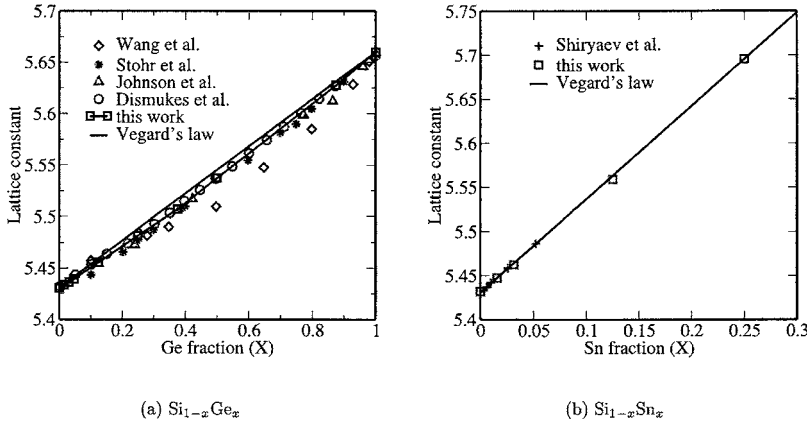 5.7
5.65
5.6
5.55
5.5
5.45
5.4
Lattice constant
Wang et al.
Stohr et al.
Johnson et al.
Dismukes et al.
this work
Vegard's law
0
0.2
0.4
0.6
0.8
1
Ge fraction (X)
(a) Si1−xGex
5.75
5.7
5.65
5.6
5.55
5.5
5.45
5.4
Lattice constant
Shiryaev et al.
this work
Vegard's law
0
0.05
0.1
0.15
0.2
0.25
0.3
Sn fraction (X)
(b) Si1−xSnx